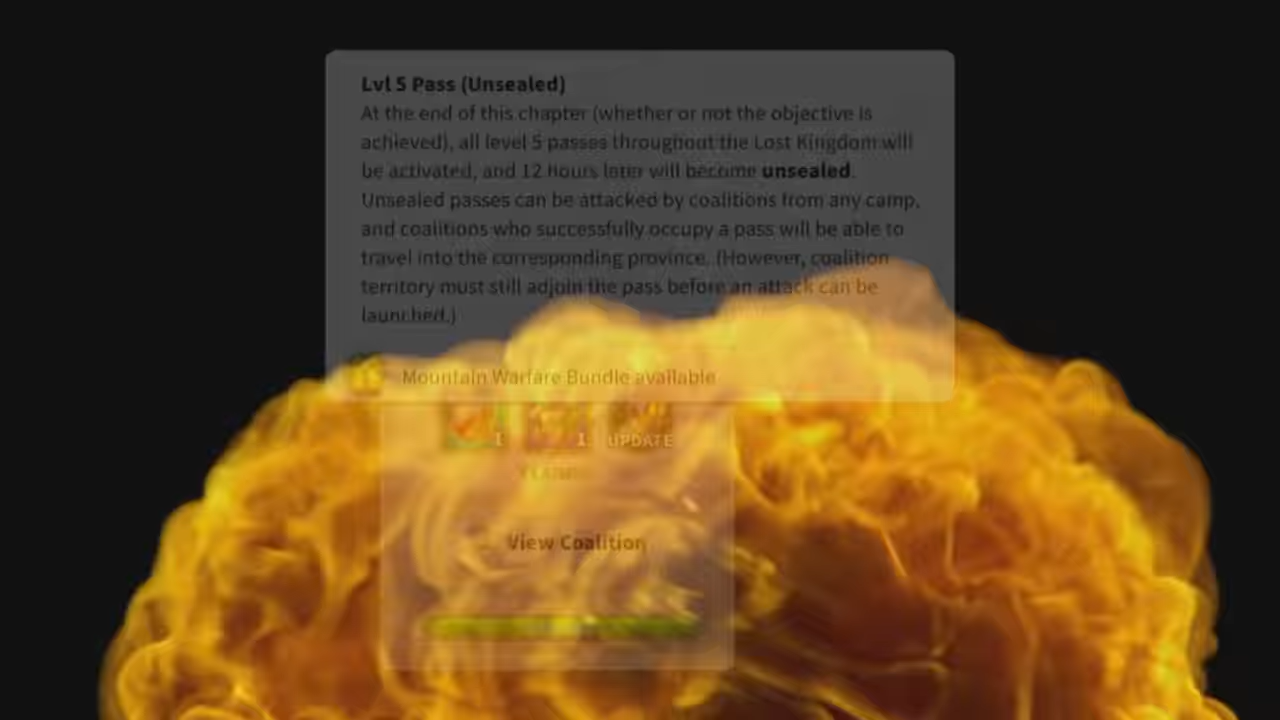 Lvl 5 Pass (Unsealed)
At the end of this chapter (whether or not the objective is
achieved), all level 5 passes throughout the Lost Kingdom will
be activated, and 12 hours later will become unsealed.
Unsealed passes can be attacked by coalitions from any camp,
and coalitions who successfully occupy a pass will be able to
travel into the corresponding province. (However, coalition
territory must still adjoin the pass before an attack can be
launched.)
Mountain Warfare Bundle available
1 1 UPDATE
View Coalition